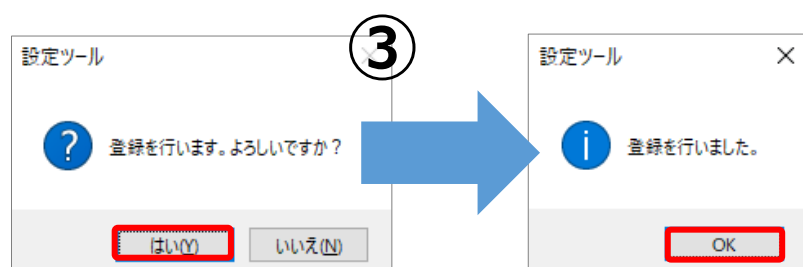 ③
設定ツール
登録を行います。よろしいですか？
はい(Y)
いいえ(N)
設定ツール
登録を行いました。
OK